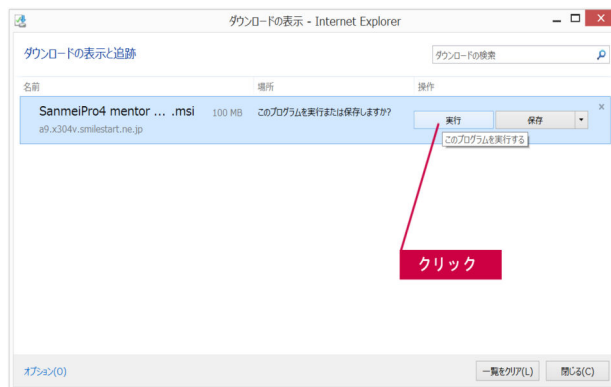 ダウンロードの表示 - Internet Explorer
ダウンロードの表示と追跡
ダウンロードの検索
名前 場所 操作
SanmeiPro4 mentor ... .msi 100 MB このプログラムを実行または保存しますか?
実行 保存
a9.x304v.smilestart.ne.jp
このプログラムを実行する
クリック
オプション(O)
一覧をクリア(L) 閉じる(C)